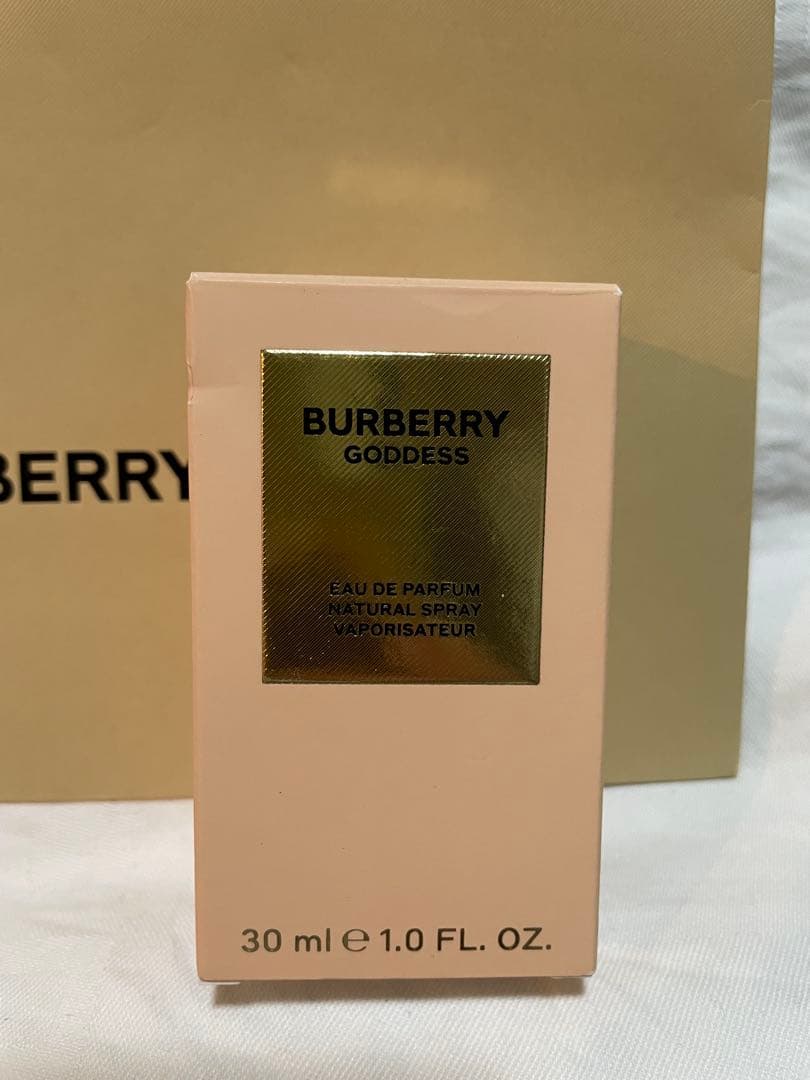 BURBERRY
GODDESS
BERRY
EAU DE PARFUM
NATURAL SPRAY
VAPORISATEUR
30 ml ℮ 1.0 FL. OZ.